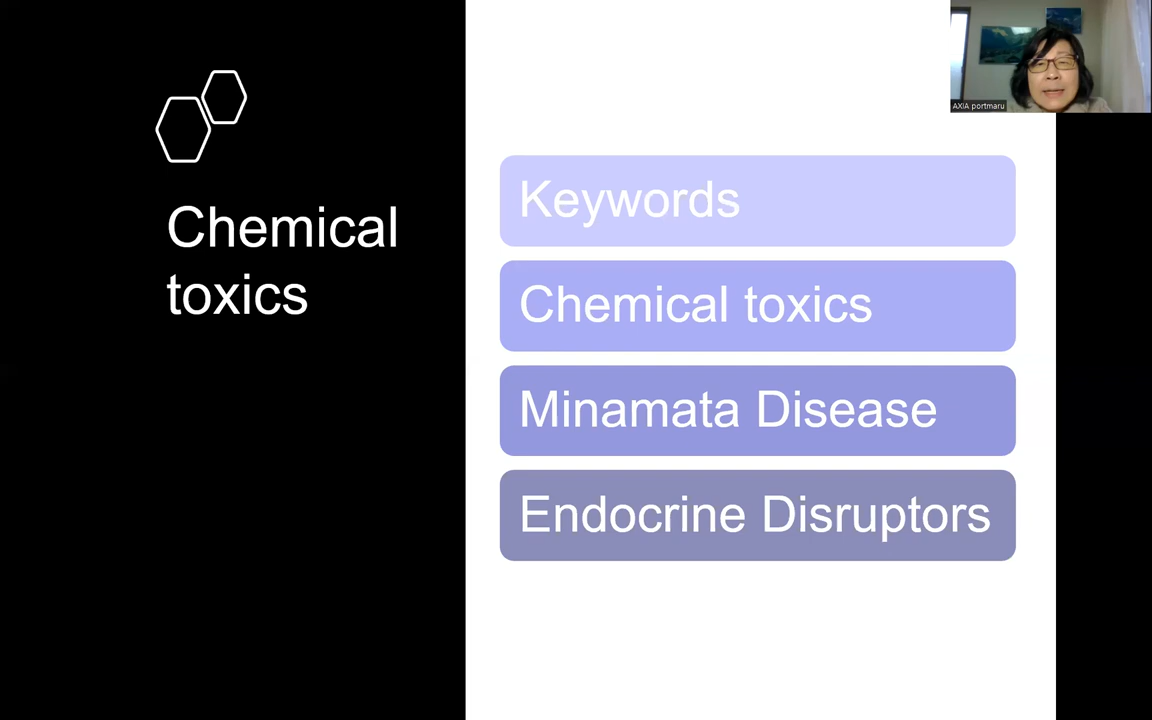 AXIA portmaru
Chemical
toxics
Keywords
Chemical toxics
Minamata Disease
Endocrine Disruptors